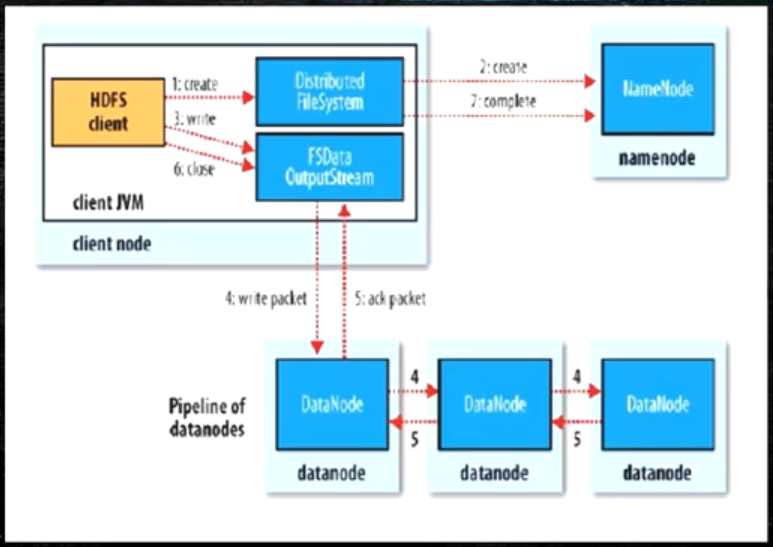 HDFS
client
1: create
3: write
6: close
Distributed
FileSystem
FSData
OutputStream
client JVM
client node
2: create
7: complete
NameNode
namenode
4: write packet
5: ack packet
Pipeline of
datanodes
DataNode
datanode
4
5
DataNode
datanode
4
5
DataNode
datanode